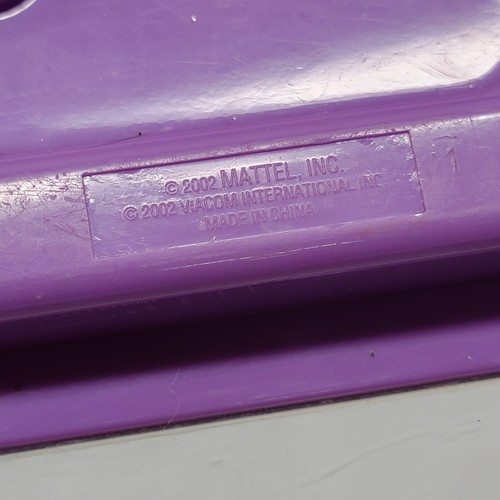 © 2002 MATTEL, INC.
© 2002 VIACOM INTERNATIONAL INC
MADE IN CHINA